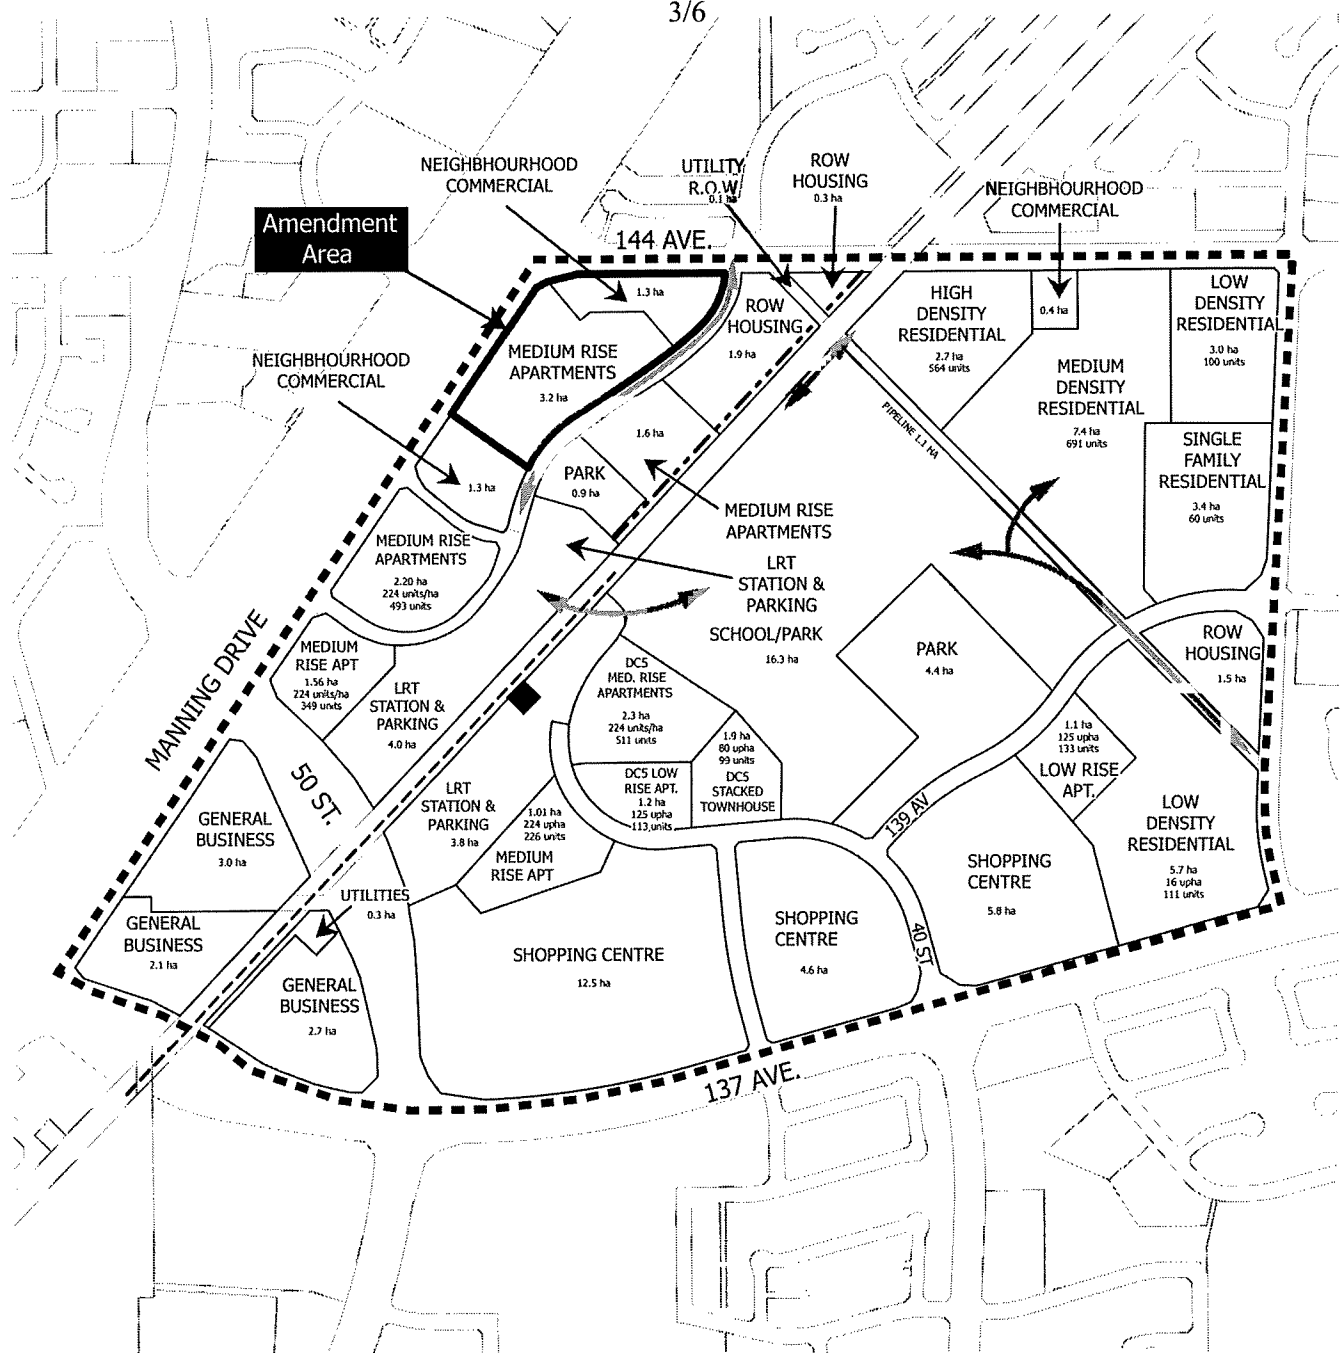 3/6
NEIGHBHOURHOOD
COMMERCIAL
UTILITY
R.O.W.
0.1 ha
ROW
HOUSING
0.3 ha
NEIGHBHOURHOOD
COMMERCIAL
Amendment
Area
144 AVE.
1.3 ha
ROW
HOUSING
1.9 ha
HIGH
DENSITY
RESIDENTIAL
2.7 ha
564 units
0.4 ha
LOW
DENSITY
RESIDENTIAL
3.0 ha
100 units
NEIGHBHOURHOOD
COMMERCIAL
MEDIUM RISE
APARTMENTS
3.2 ha
MEDIUM
DENSITY
RESIDENTIAL
7.4 ha
691 units
PIPELINE 1.1 HA
1.6 ha
SINGLE
FAMILY
RESIDENTIAL
3.4 ha
60 units
PARK
0.9 ha
1.3 ha
MEDIUM RISE
APARTMENTS
MEDIUM RISE
APARTMENTS
2.20 ha
224 units/ha
493 units
LRT
STATION &
PARKING
SCHOOL/PARK
16.3 ha
MANNING DRIVE
MEDIUM
RISE APT
1.56 ha
224 units/ha
349 units
LRT
STATION &
PARKING
4.0 ha
DC5
MED. RISE
APARTMENTS
2.3 ha
224 units/ha
511 units
PARK
4.4 ha
ROW
HOUSING
1.5 ha
1.9 ha
80 upha
99 units
DC5
STACKED
TOWNHOUSE
1.1 ha
125 upha
133 units
LOW RISE
APT.
50 ST.
LRT
STATION &
PARKING
3.8 ha
DC5 LOW
RISE APT.
1.2 ha
125 upha
113 units
1.01 ha
224 upha
226 units
MEDIUM
RISE APT
139 AV
GENERAL
BUSINESS
3.0 ha
LOW
DENSITY
RESIDENTIAL
5.7 ha
16 upha
111 units
SHOPPING
CENTRE
5.8 ha
UTILITIES
0.3 ha
GENERAL
BUSINESS
2.1 ha
SHOPPING CENTRE
12.5 ha
SHOPPING
CENTRE
4.6 ha
40 ST
GENERAL
BUSINESS
2.7 ha
137 AVE.